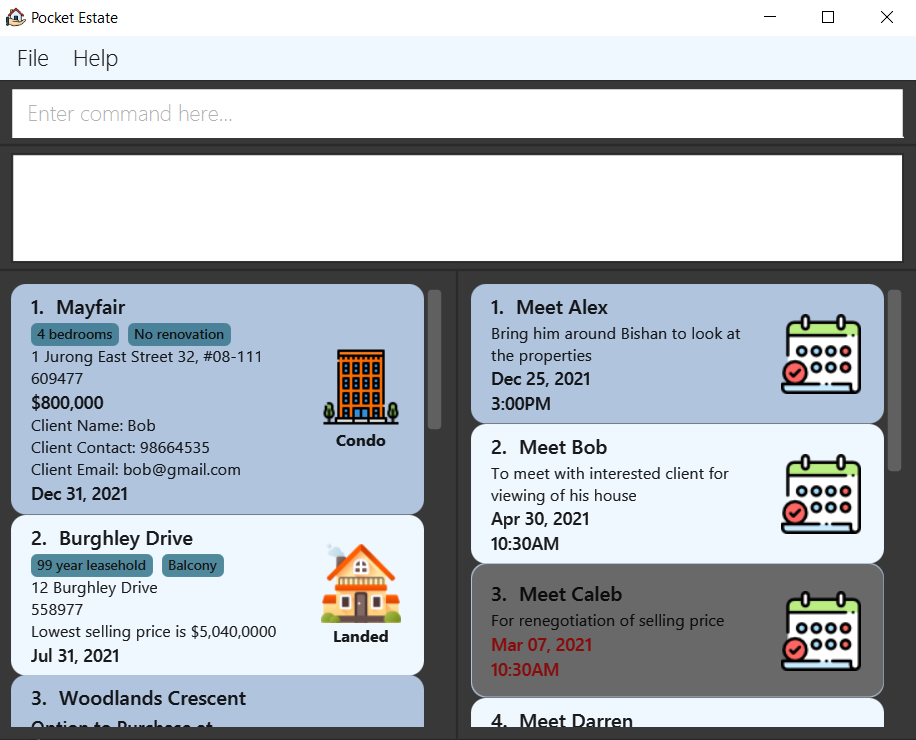 Pocket Estate
File Help
Enter command here...
1. Mayfair
4 bedrooms No renovation
1 Jurong East Street 32, #08-111
609477
$800,000
Client Name: Bob
Client Contact: 98664535
Client Email: bob@gmail.com
Dec 31, 2021
Condo
2. Burghley Drive
99 year leasehold Balcony
12 Burghley Drive
558977
Lowest selling price is $5,040,0000
Jul 31, 2021
Landed
3. Woodlands Crescent
Option to Purchase at
1. Meet Alex
Bring him around Bishan to look at
the properties
Dec 25, 2021
3:00PM
2. Meet Bob
To meet with interested client for
viewing of his house
Apr 30, 2021
10:30AM
3. Meet Caleb
For renegotiation of selling price
Mar 07, 2021
10:30AM
4. Meet Darren